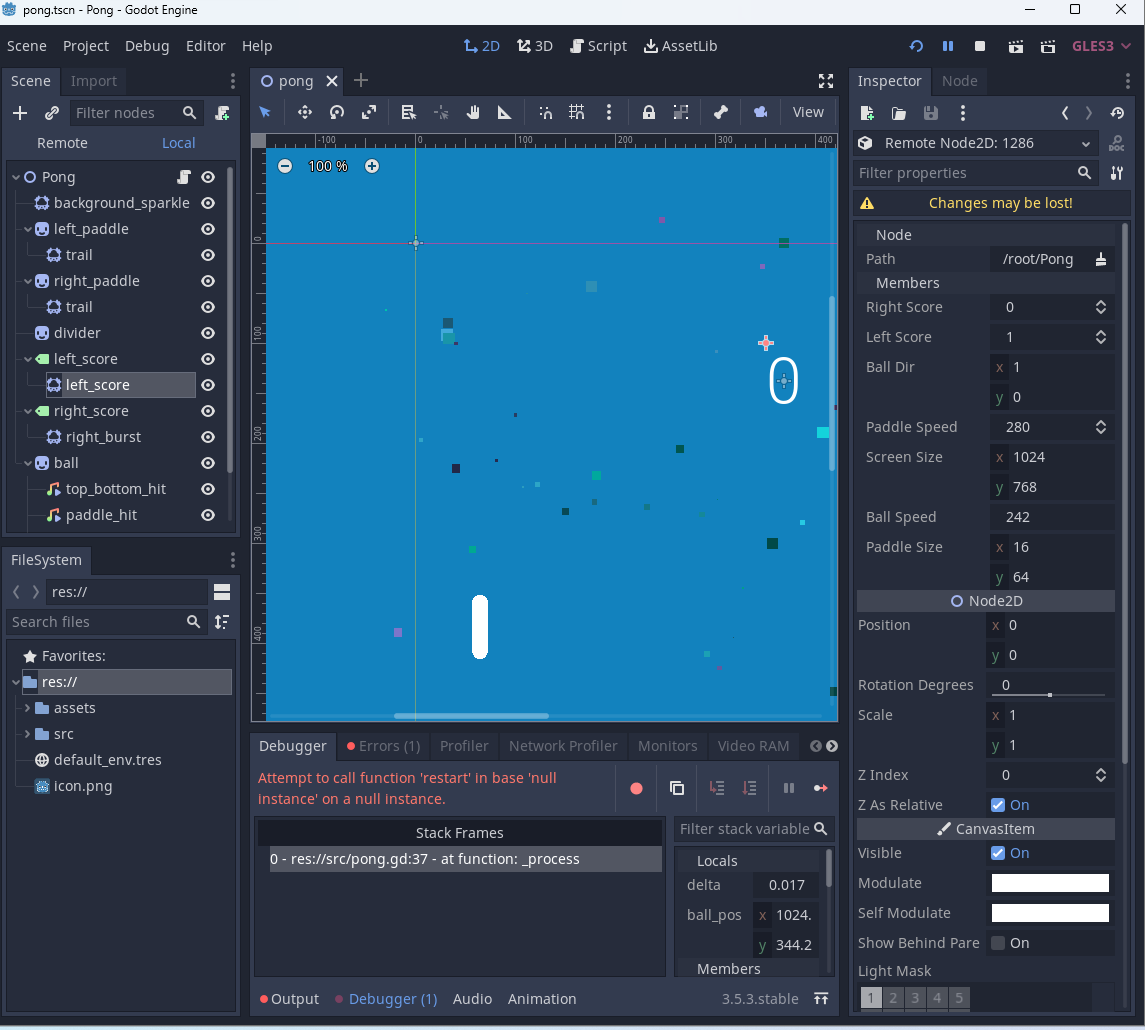 pong.tscn - Pong - Godot Engine
Scene Project Debug Editor Help
2D 3D Script AssetLib
GLES3
Scene Import
Filter nodes
Remote Local
Pong
background_sparkle
left_paddle
trail
right_paddle
trail
divider
left_score
left_score
right_score
right_burst
ball
top_bottom_hit
paddle_hit
FileSystem
res://
Search files
Favorites:
res://
assets
src
default_env.tres
icon.png
pong
View
-100 0 100 200 300 400
0
100
200
300
400
100 %
0
Debugger Errors (1) Profiler Network Profiler Monitors Video RAM
Attempt to call function 'restart' in base 'null
instance' on a null instance.
Stack Frames
0 - res://src/pong.gd:37 - at function: _process
Filter stack variable
Locals
delta 0.017
ball_pos x 1024.
y 344.2
Members
Output Debugger (1) Audio Animation 3.5.3.stable
Inspector Node
Remote Node2D: 1286
DOC
Filter properties
Changes may be lost!
Node
Path /root/Pong
Members
Right Score 0
Left Score 1
Ball Dir x 1
y 0
Paddle Speed 280
Screen Size x 1024
y 768
Ball Speed 242
Paddle Size x 16
y 64
Node2D
Position x 0
y 0
Rotation Degrees 0
Scale x 1
y 1
Z Index 0
Z As Relative On
CanvasItem
Visible On
Modulate
Self Modulate
Show Behind Pare On
Light Mask
1 2 3 4 5